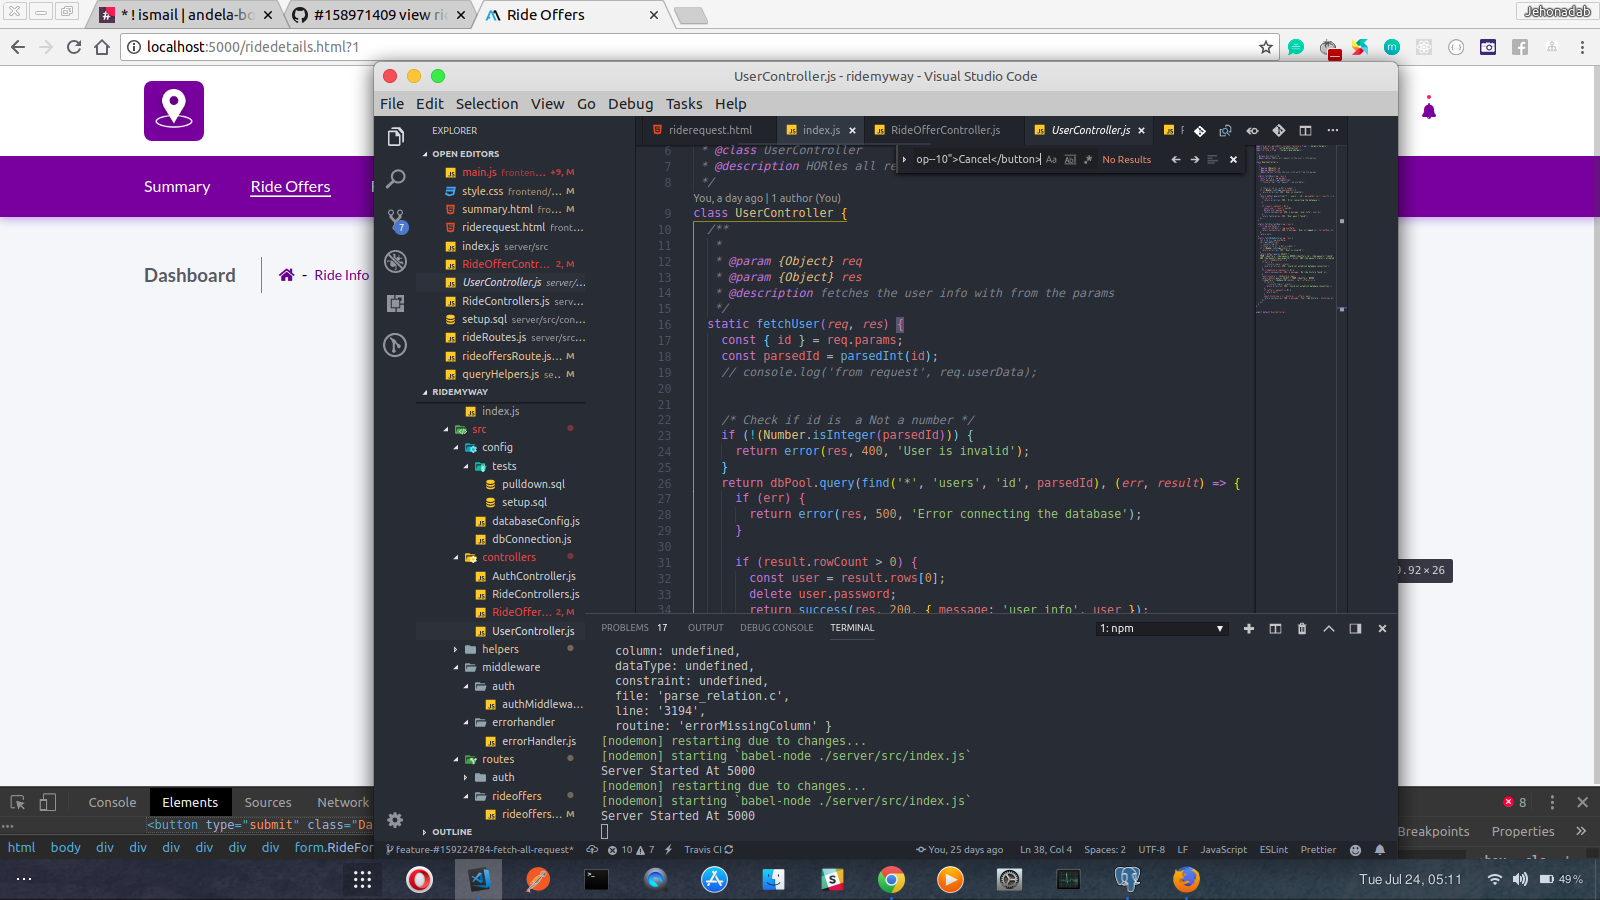 * ! ismail | andela-bo
#158971409 view ri
Ride Offers
Jehonadab
localhost:5000/ridedetails.html?1
Summary
Ride Offers
Dashboard
- Ride Info
UserController.js - ridemyway - Visual Studio Code
File Edit Selection View Go Debug Tasks Help
EXPLORER
OPEN EDITORS
main.js fronten... +9, M
style.css frontend/... M
summary.html fro... M
riderequest.html front...
index.js server/src
RideOfferContr... 2, M
UserController.js server/...
RideControllers.js serv...
setup.sql server/src/con...
rideRoutes.js server/src...
rideoffersRoute.js... M
queryHelpers.js se... M
RIDEMYWAY
index.js
src
config
tests
pulldown.sql
setup.sql
databaseConfig.js
dbConnection.js
controllers
AuthController.js
RideControllers.js
RideOffer... 2, M
UserController.js
helpers
middleware
auth
authMiddlewa...
errorhandler
errorHandler.js
routes
auth
rideoffers
rideoffers... M
OUTLINE
7
riderequest.html
index.js
RideOfferController.js
UserController.js
op--10">Cancel</button>
Aa
Abl
.*
No Results
6 * @class UserController
7 * @description HORles all re
8 */
You, a day ago | 1 author (You)
9 class UserController {
10 /**
11 *
12 * @param {Object} req
13 * @param {Object} res
14 * @description fetches the user info with from the params
15 */
16 static fetchUser(req, res) {
17 const { id } = req.params;
18 const parsedId = parsedInt(id);
19 // console.log('from request', req.userData);
20
21
22 /* Check if id is  a Not a number */
23 if (!(Number.isInteger(parsedId))) {
24 return error(res, 400, 'User is invalid');
25 }
26 return dbPool.query(find('*', 'users', 'id', parsedId), (err, result) => {
27 if (err) {
28 return error(res, 500, 'Error connecting the database');
29 }
30
31 if (result.rowCount > 0) {
32 const user = result.rows[0];
33 delete user.password;
34 return success(res, 200, { message: 'user info', user });
PROBLEMS 17 OUTPUT DEBUG CONSOLE TERMINAL
1: npm
column: undefined,
dataType: undefined,
constraint: undefined,
file: 'parse_relation.c',
line: '3194',
routine: 'errorMissingColumn' }
[nodemon] restarting due to changes...
[nodemon] starting `babel-node ./server/src/index.js`
Server Started At 5000
[nodemon] restarting due to changes...
[nodemon] starting `babel-node ./server/src/index.js`
Server Started At 5000
feature-#159224784-fetch-all-request* 10 7 Travis CI You, 25 days ago Ln 38, Col 4 Spaces: 2 UTF-8 LF JavaScript ESLint Prettier
.92 × 26
Console Elements Sources Network
8
<button type="submit" class="Da
html body div div div div div form.RideFor
Breakpoints Properties
Tue Jul 24, 05:11
49%